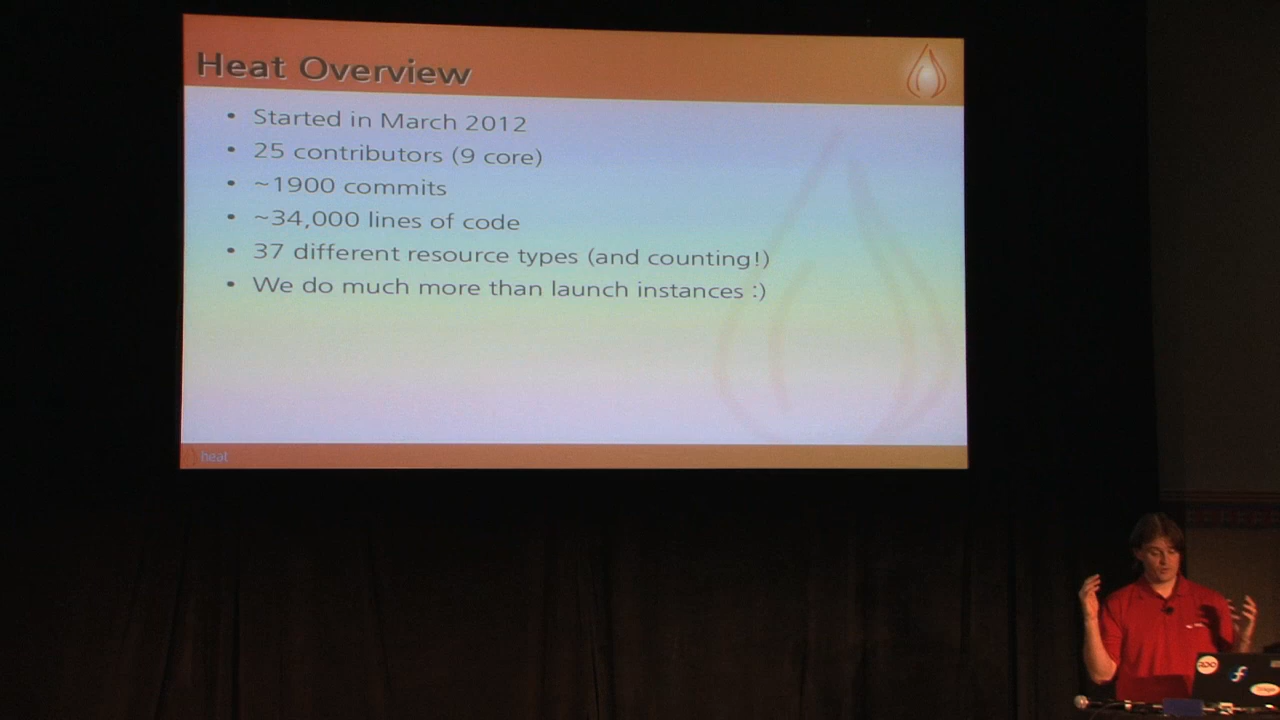 Heat Overview
• Started in March 2012
• 25 contributors (9 core)
• ~1900 commits
• ~34,000 lines of code
• 37 different resource types (and counting!)
• We do much more than launch instances :)
heat